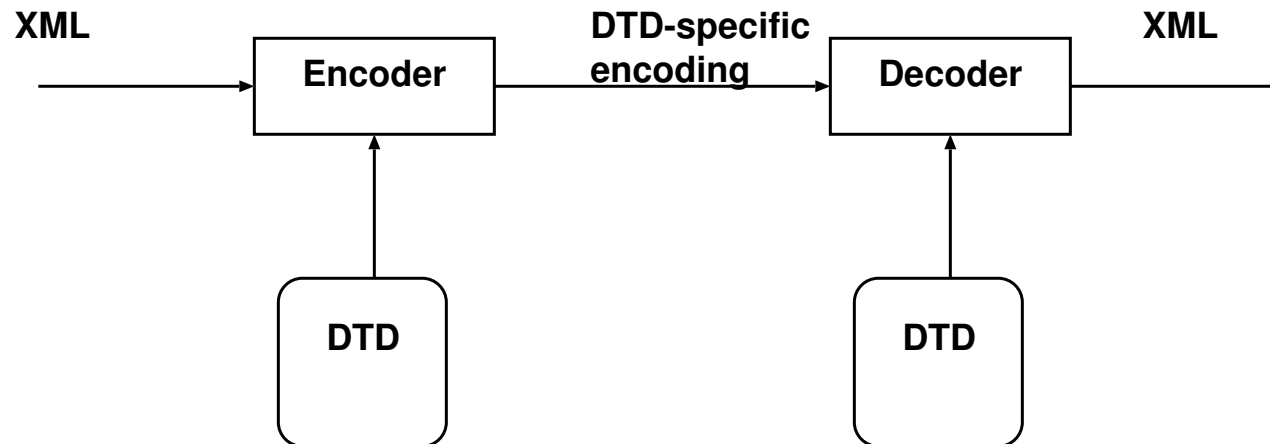 XML
DTD-specific
encoding
XML
Encoder
Decoder
DTD
DTD